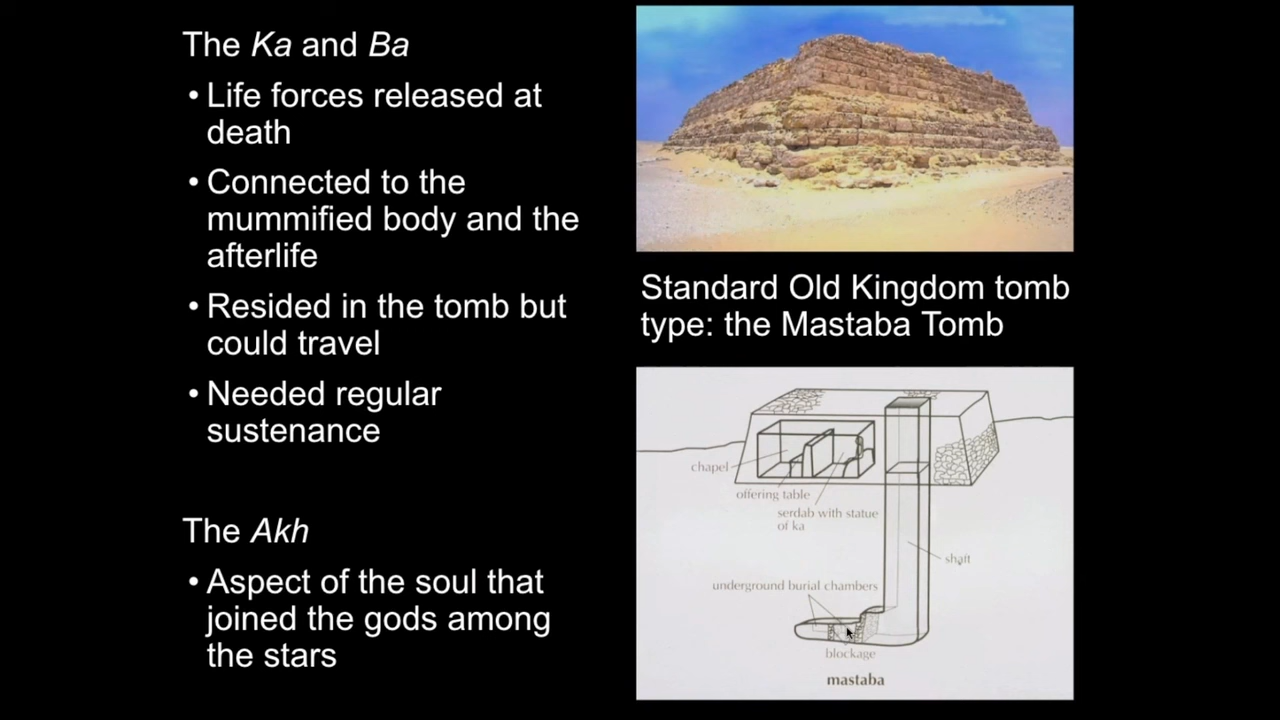 The Ka and Ba
• Life forces released at
death
• Connected to the
mummified body and the
afterlife
• Resided in the tomb but
could travel
• Needed regular
sustenance
The Akh
• Aspect of the soul that
joined the gods among
the stars
Standard Old Kingdom tomb
type: the Mastaba Tomb
chapel
offering table
serdab with statue
of ka
shaft
underground burial chambers
blockage
mastaba